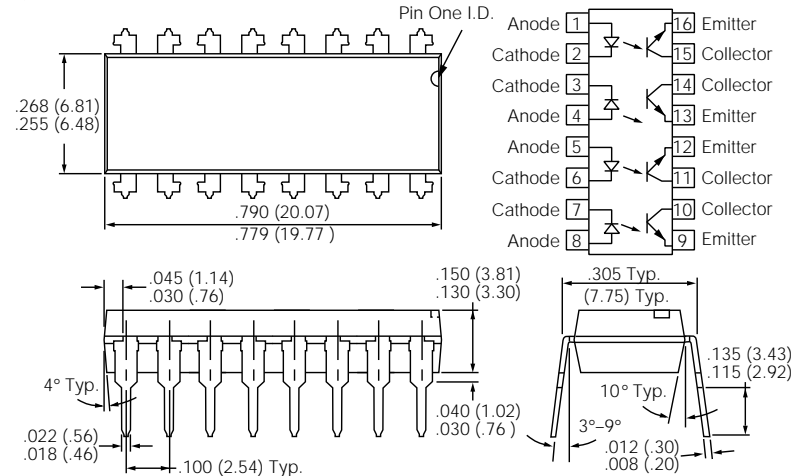 Pin One I.D.
.268 (6.81)
.255 (6.48)
.790 (20.07)
.779 (19.77 )
Anode 1
Cathode 2
Cathode 3
Anode 4
Anode 5
Cathode 6
Cathode 7
Anode 8
16 Emitter
15 Collector
14 Collector
13 Emitter
12 Emitter
11 Collector
10 Collector
9 Emitter
.045 (1.14)
.030 (.76)
.150 (3.81)
.130 (3.30)
4° Typ.
.022 (.56)
.018 (.46)
.100 (2.54) Typ.
.040 (1.02)
.030 (.76 )
.305 Typ.
(7.75) Typ.
.135 (3.43)
.115 (2.92)
10° Typ.
3°–9°
.012 (.30)
.008 (.20)